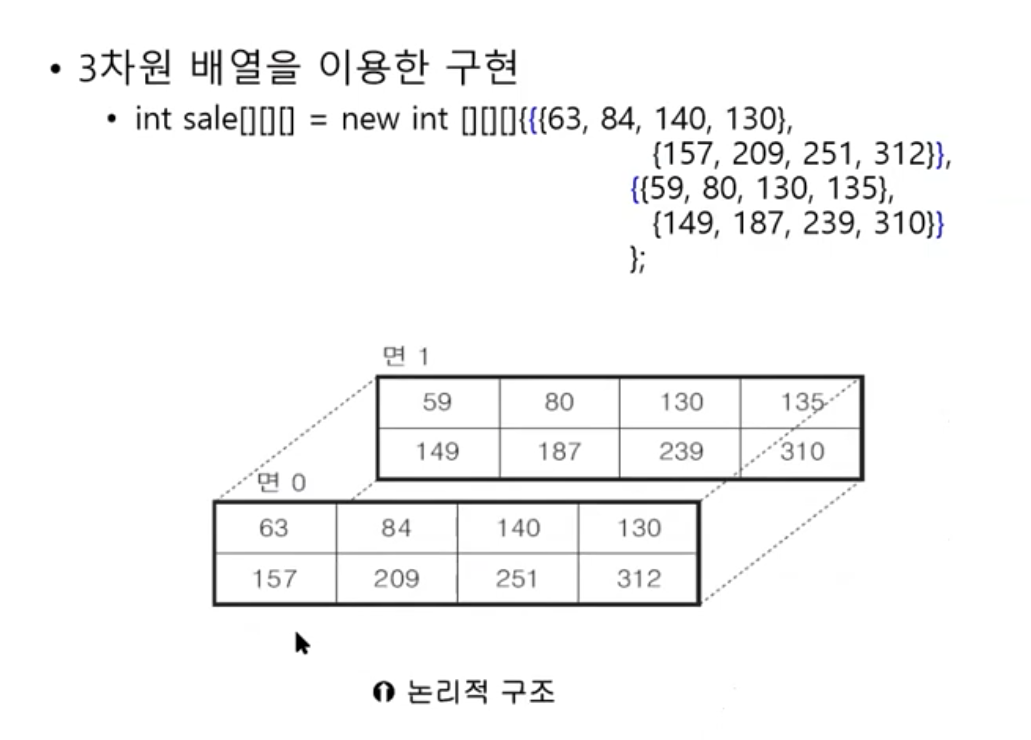 • 3차원 배열을 이용한 구현
• int sale[][][] = new int [][][]{{{63, 84, 140, 130},
{157, 209, 251, 312}},
{{59, 80, 130, 135},
{149, 187, 239, 310}}
};
면 1
59 80 130 135
149 187 239 310
면 0
63 84 140 130
157 209 251 312
논리적 구조